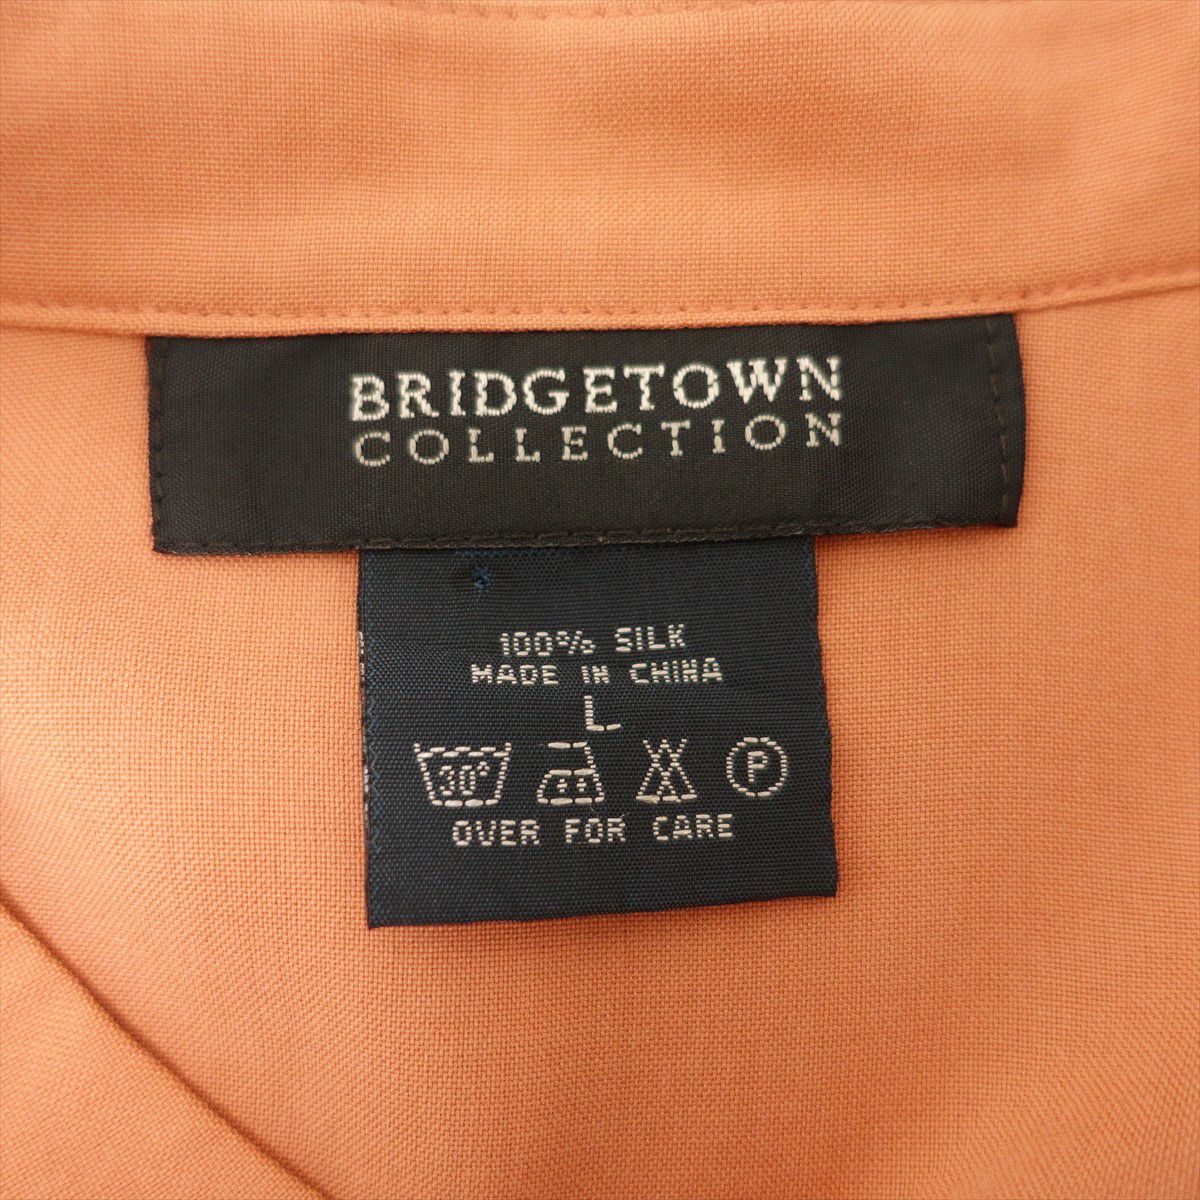 BRIDGETOWN
COLLECTION
100% SILK
MADE IN CHINA
L
30° P
OVER FOR CARE